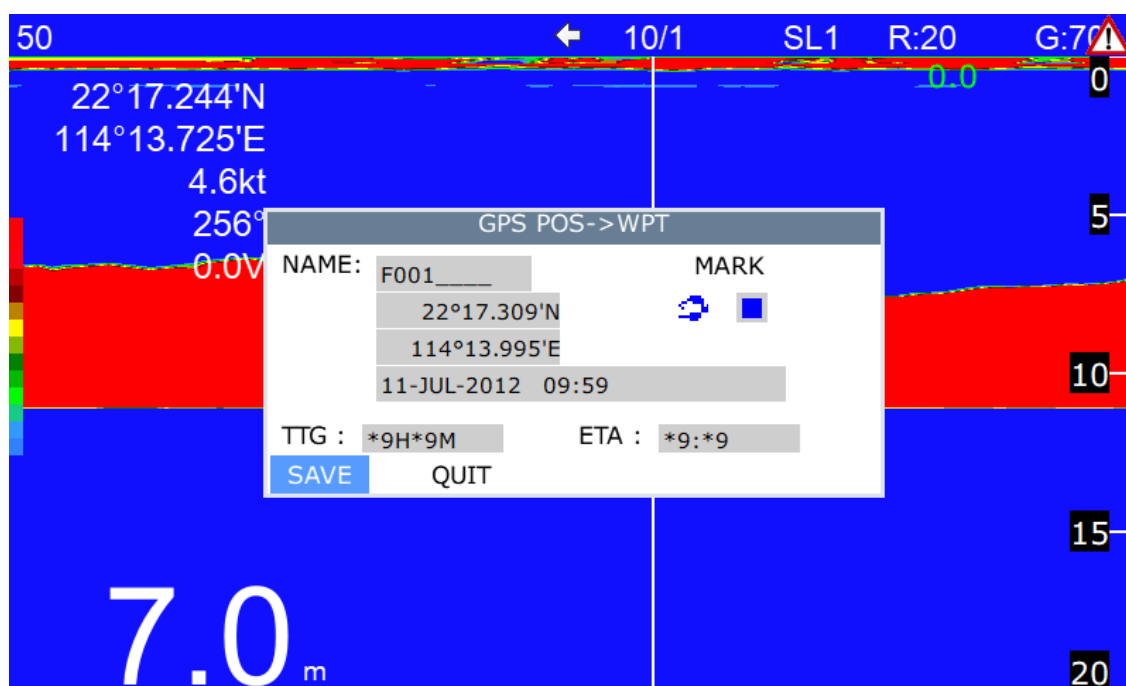 50 10/1 SL1 R:20 G:70
0.0 0
22°17.244'N
114°13.725'E
4.6kt
256°
0.0V
5
GPS POS->WPT
NAME: F001____ MARK
22°17.309'N
114°13.995'E
11-JUL-2012 09:59
10
TTG : *9H*9M ETA : *9:*9
SAVE QUIT
15
7.0 m
20